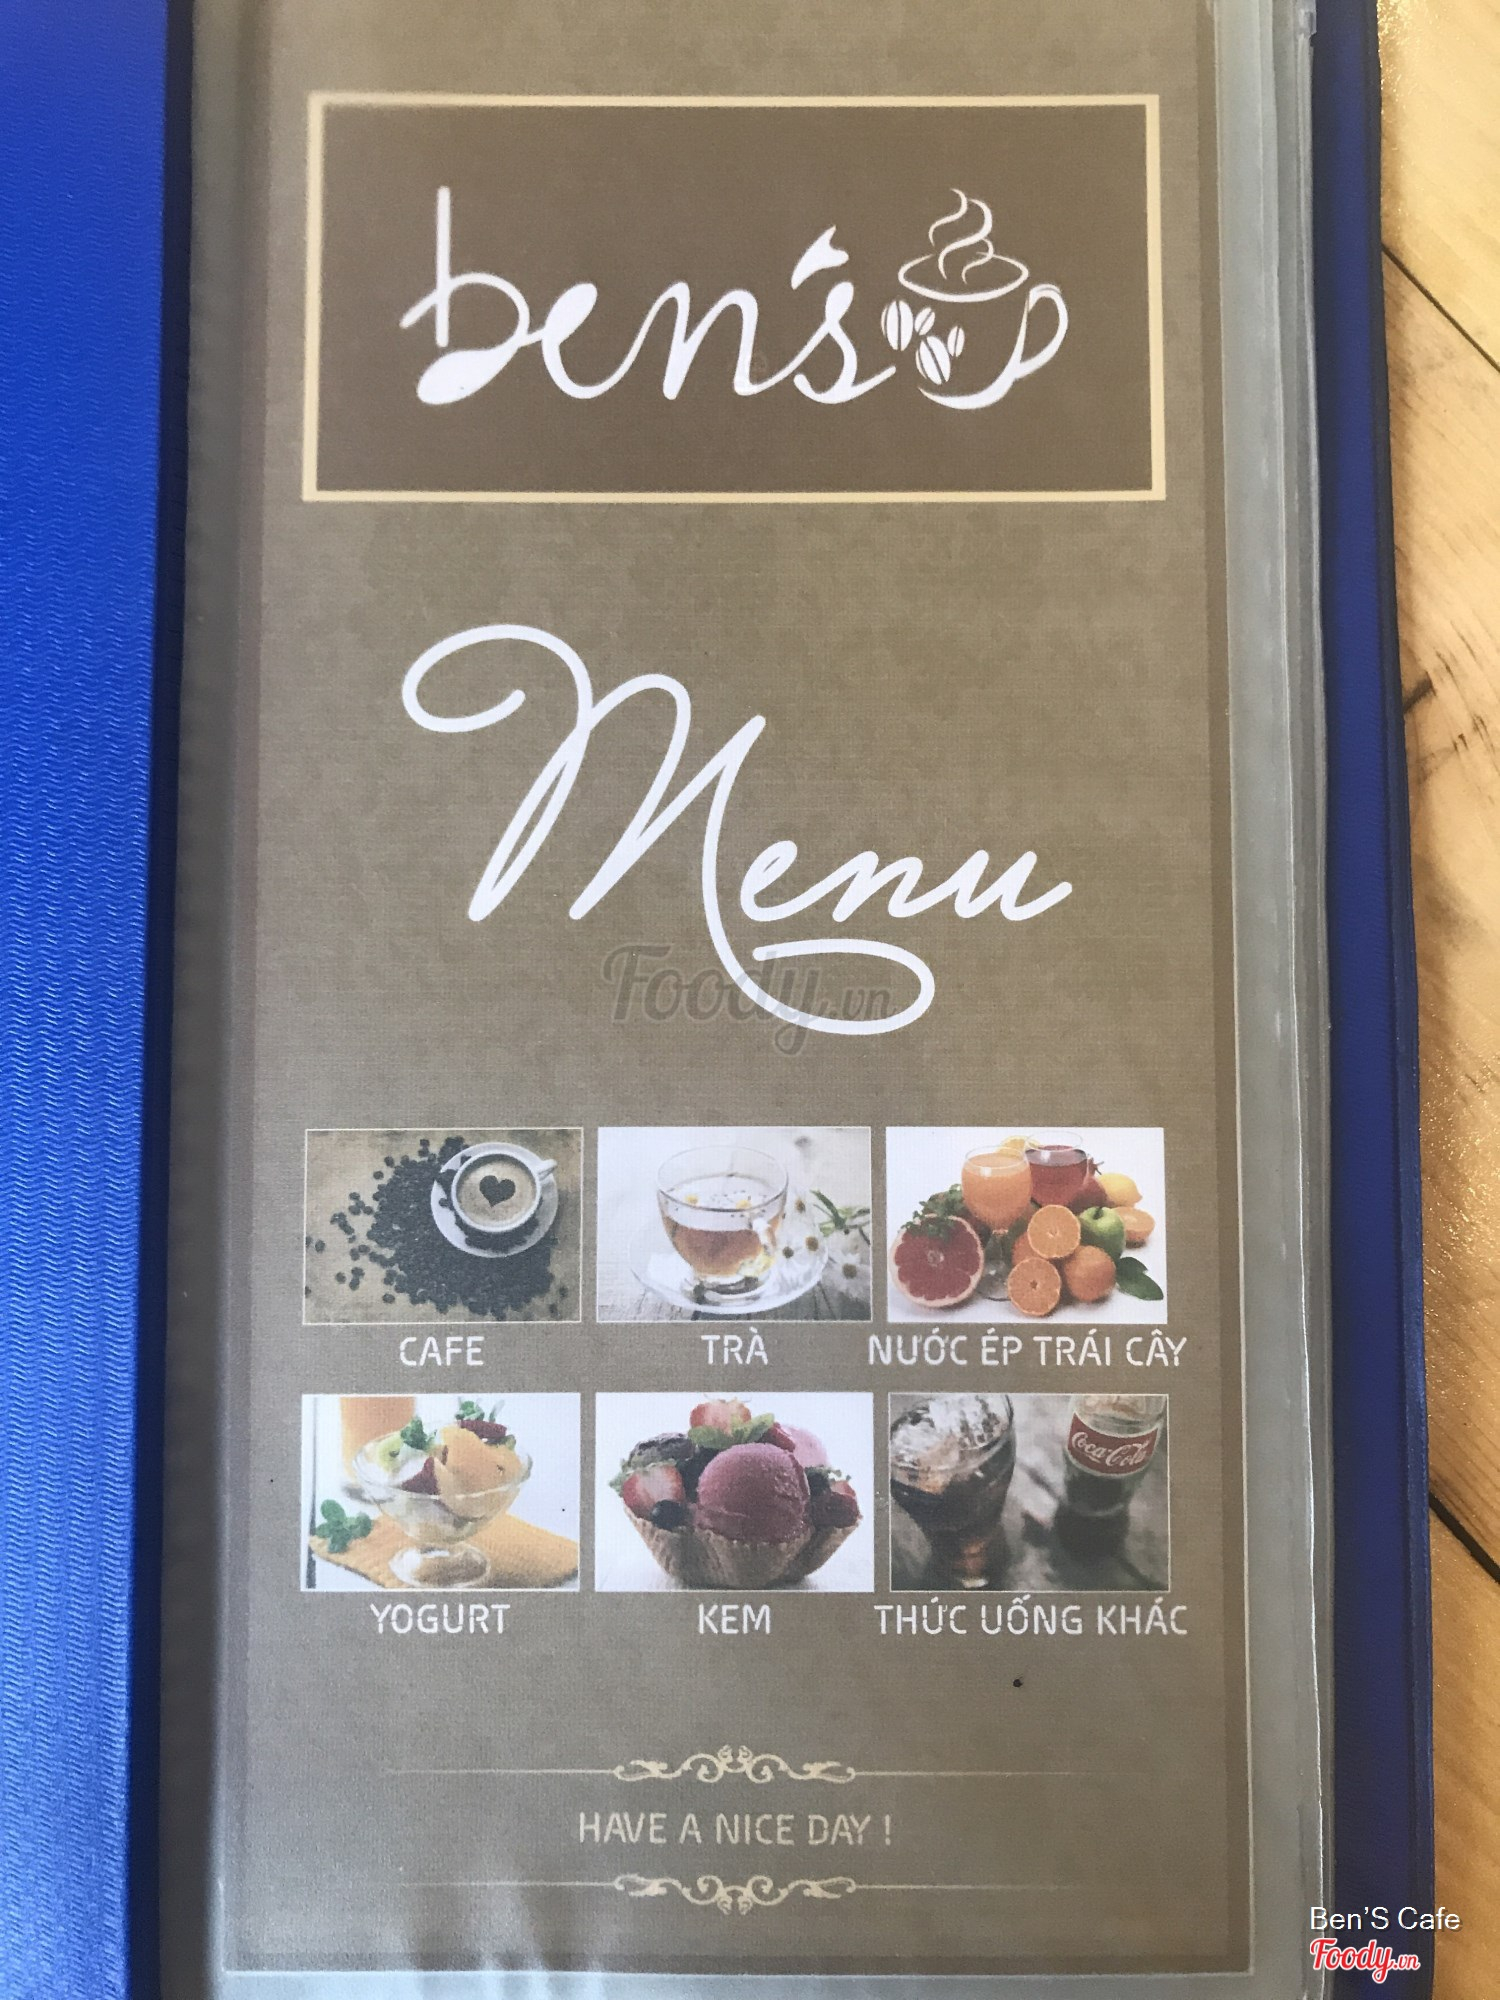 ben's
Menu
Foody.vn
CAFE
TRÀ
NƯỚC ÉP TRÁI CÂY
Coca-Cola
YOGURT
KEM
THỨC UỐNG KHÁC
HAVE A NICE DAY !
Ben'S Cafe
Foody.vn